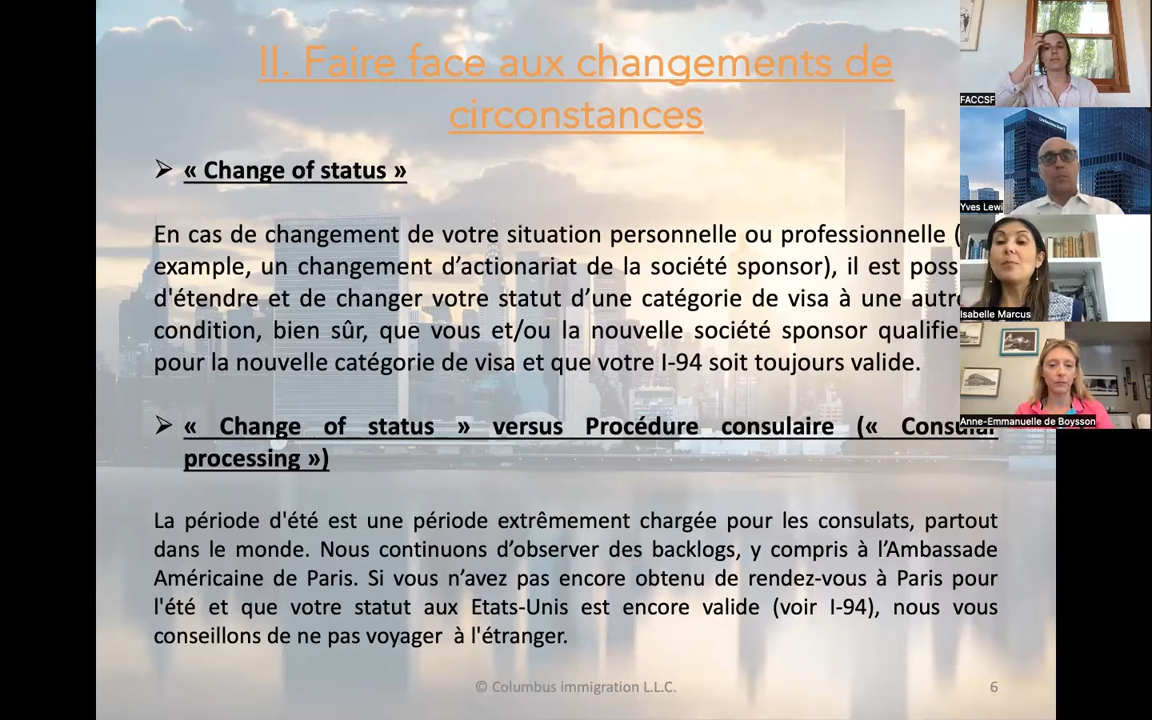 II. Faire face aux changements de
circonstances
➢ « Change of status »
En cas de changement de votre situation personnelle ou professionnelle (
example, un changement d’actionariat de la société sponsor), il est poss
d'étendre et de changer votre statut d’une catégorie de visa à une autre
condition, bien sûr, que vous et/ou la nouvelle société sponsor qualifie
pour la nouvelle catégorie de visa et que votre I-94 soit toujours valide.
➢ « Change of status » versus Procédure consulaire (« Consular
processing »)
La période d'été est une période extrêmement chargée pour les consulats, partout
dans le monde. Nous continuons d’observer des backlogs, y compris à l’Ambassade
Américaine de Paris. Si vous n’avez pas encore obtenu de rendez-vous à Paris pour
l'été et que votre statut aux Etats-Unis est encore valide (voir I-94), nous vous
conseillons de ne pas voyager à l'étranger.
© Columbus immigration L.L.C.
6
FACCSF
Yves Lewi
Isabelle Marcus
Anne-Emmanuelle de Boysson